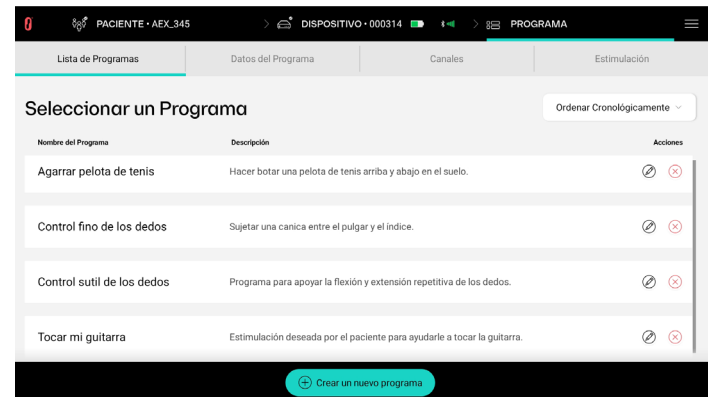 PACIENTE • AEX_345
DISPOSITIVO • 000314
PROGRAMA
Lista de Programas
Datos del Programa
Canales
Estimulación
Seleccionar un Programa
Ordenar Cronológicamente
Nombre del Programa
Descripción
Acciones
Agarrar pelota de tenis
Hacer botar una pelota de tenis arriba y abajo en el suelo.
Control fino de los dedos
Sujetar una canica entre el pulgar y el índice.
Control sutil de los dedos
Programa para apoyar la flexión y extensión repetitiva de los dedos.
Tocar mi guitarra
Estimulación deseada por el paciente para ayudarle a tocar la guitarra.
Crear un nuevo programa